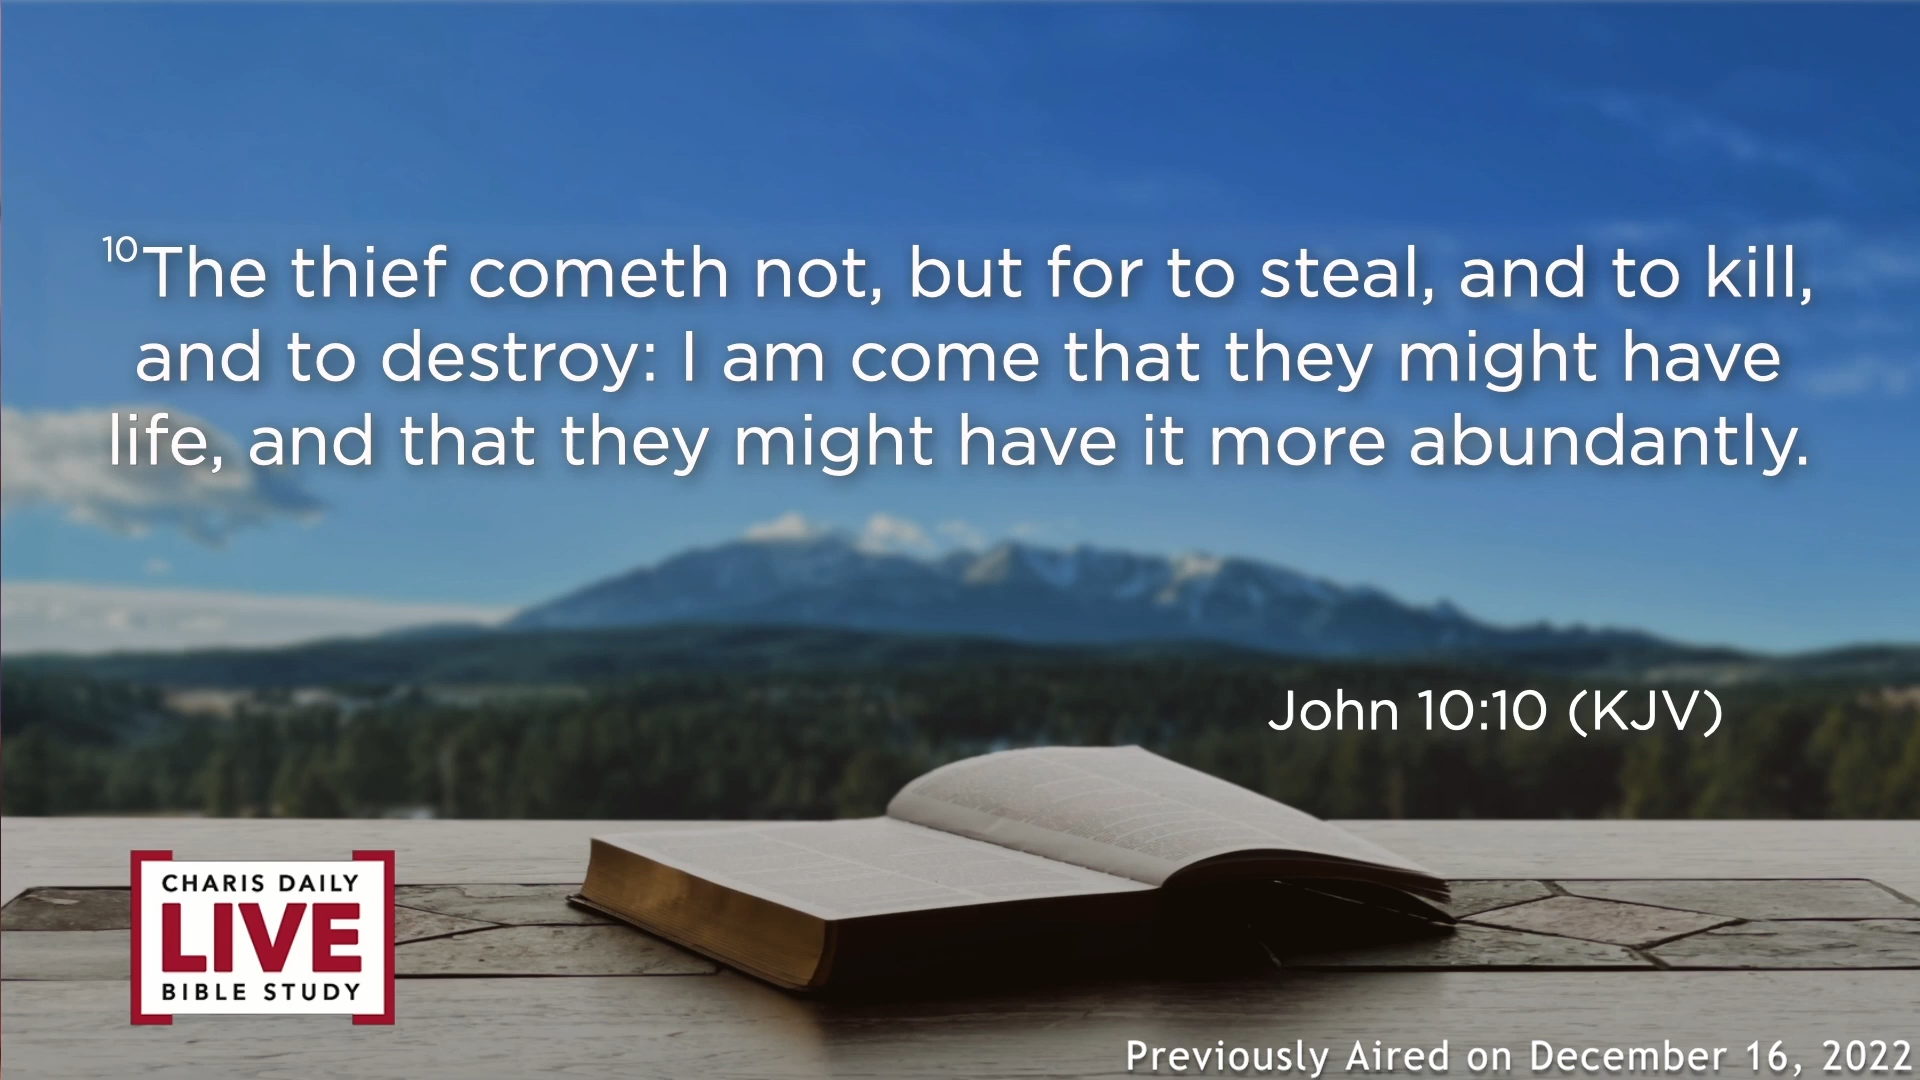 ¹⁰The thief cometh not, but for to steal, and to kill,
and to destroy: I am come that they might have
life, and that they might have it more abundantly.
John 10:10 (KJV)
CHARIS DAILY
LIVE
BIBLE STUDY
Previously Aired on December 16, 2022